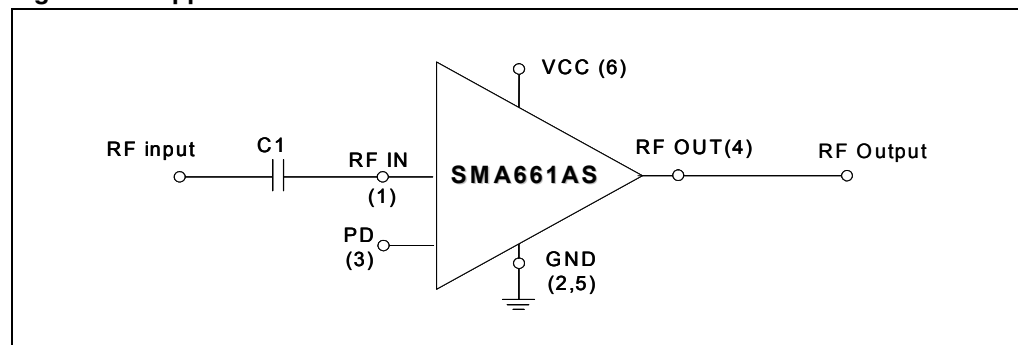 VCC (6)
RF input
C1
RF IN
(1)
SMA661AS
RF OUT(4)
RF Output
PD
(3)
GND
(2,5)